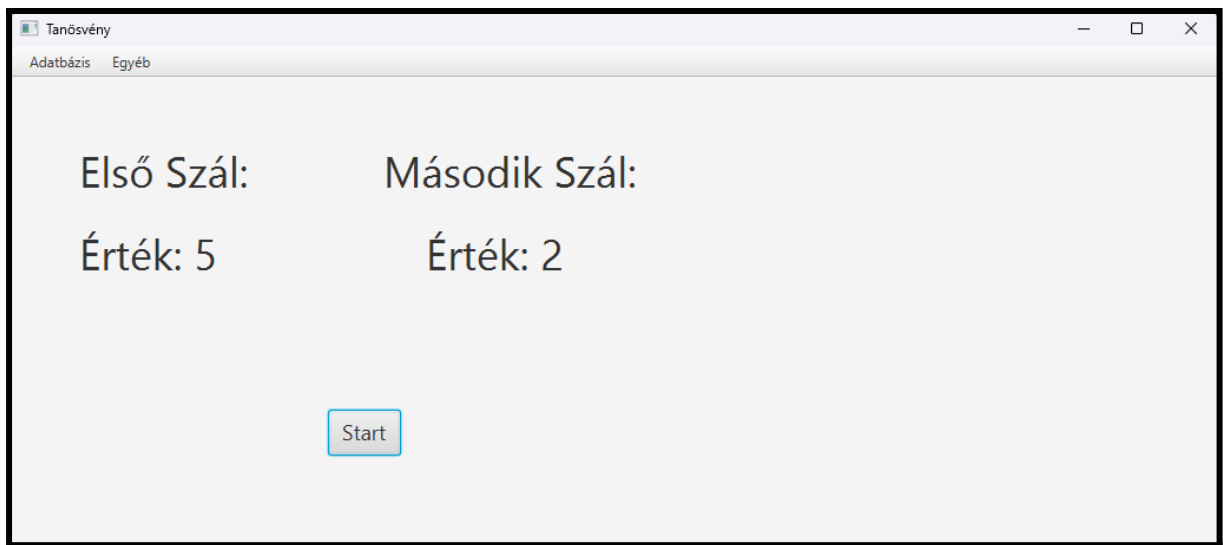 Tanösvény
Adatbázis Egyéb
Első Szál: Második Szál:
Érték: 5 Érték: 2
Start